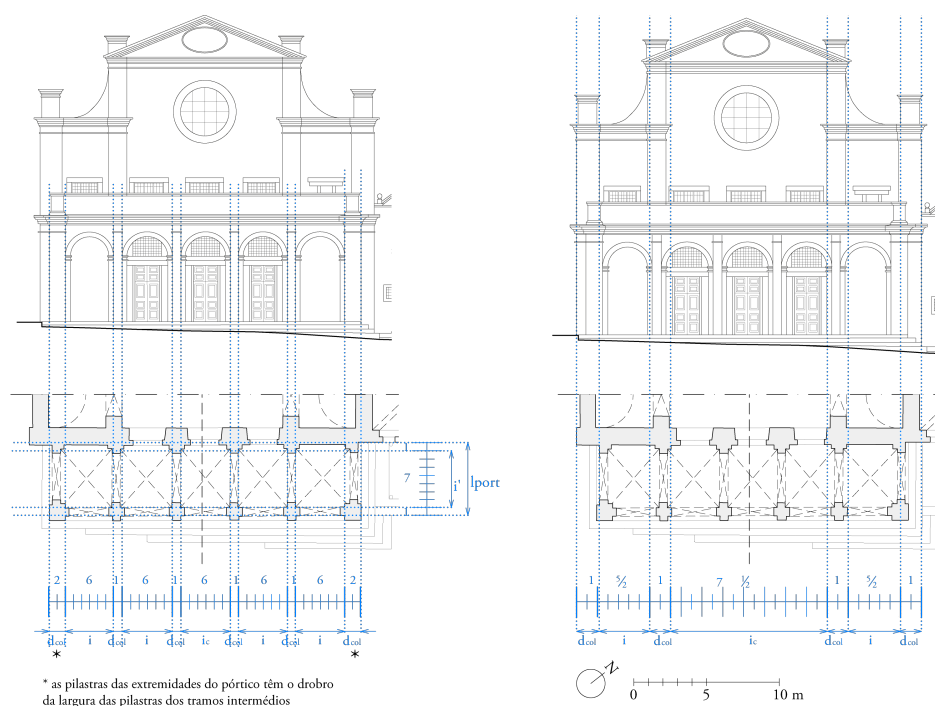 1
7
1
i'
lport
2 6 1 6 1 6 1 6 1 6 2
dcol i dcol i dcol ic dcol i dcol i dcol
* *
1 5/2 1 7 1/2 1 5/2 1
dcol i dcol ic dcol i dcol
* as pilastras das extremidades do pórtico têm o drobro
da largura das pilastras dos tramos intermédios
N
0 5 10 m